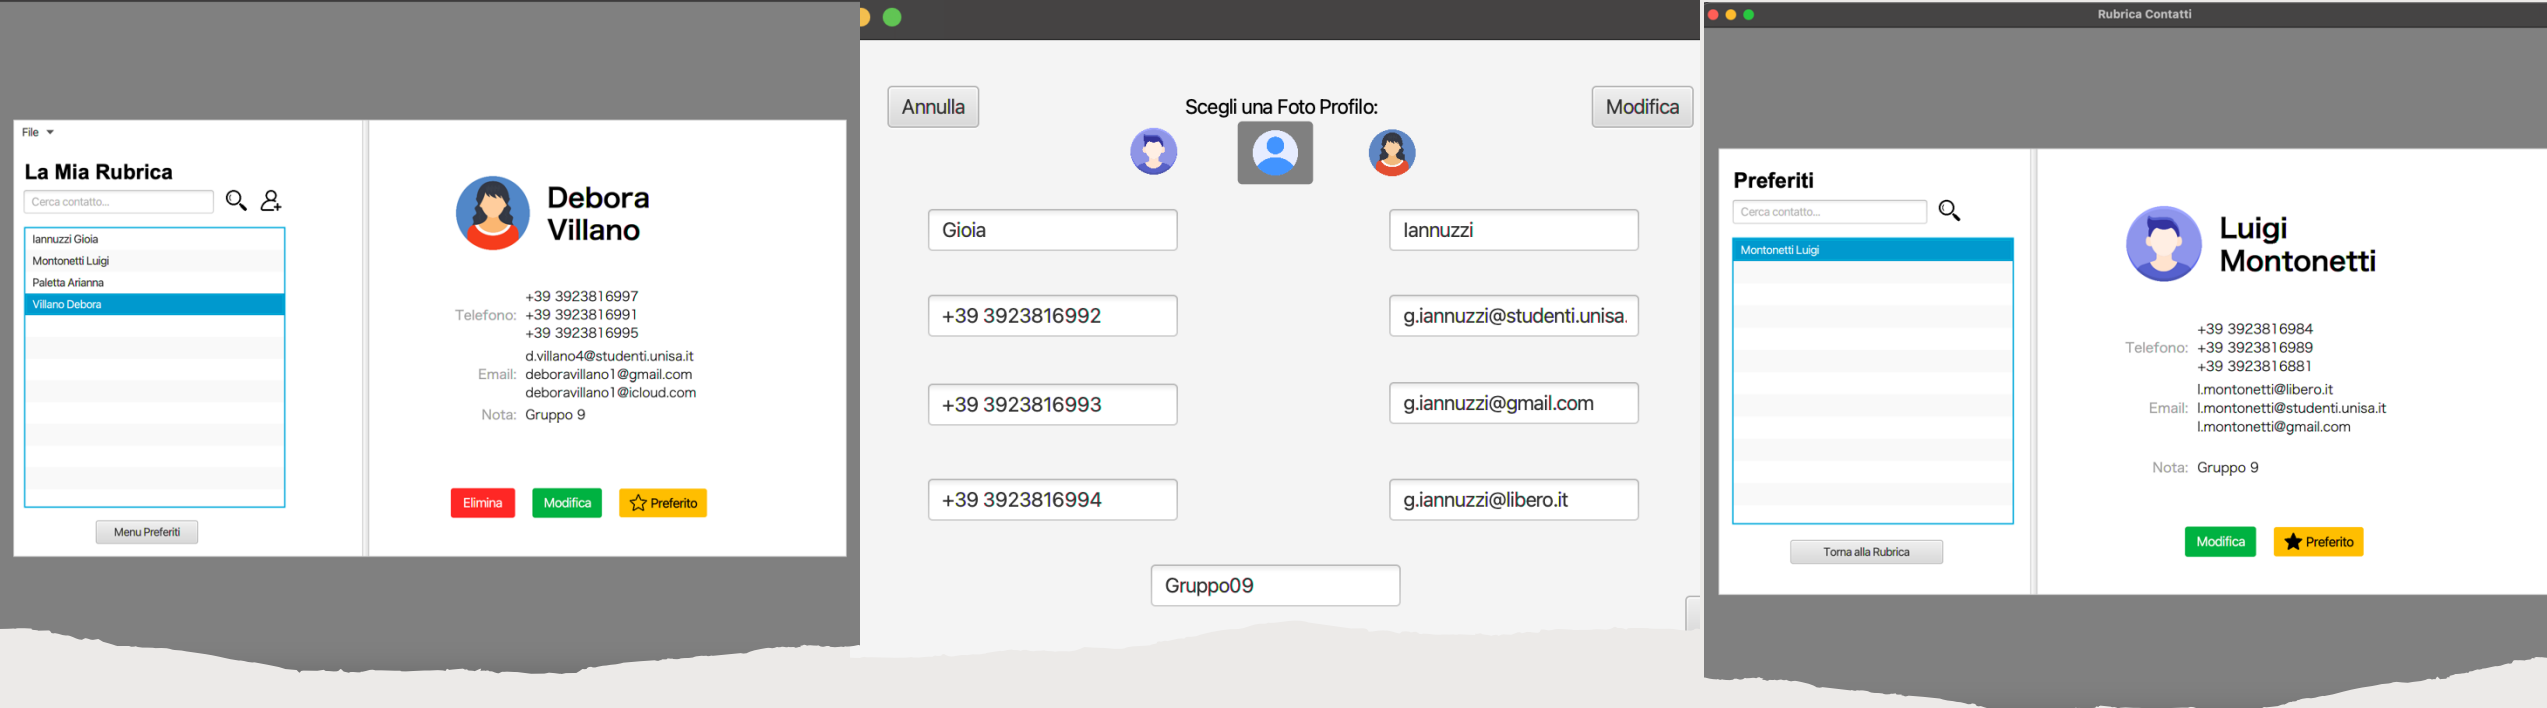 File
La Mia Rubrica
Cerca contatto...
Iannuzzi Gioia
Montonetti Luigi
Paletta Arianna
Villano Debora
Menu Preferiti
Debora
Villano
Telefono:
+39 3923816997
+39 3923816991
+39 3923816995
Email:
d.villano4@studenti.unisa.it
deboravillano1@gmail.com
deboravillano1@icloud.com
Nota: Gruppo 9
Elimina
Modifica
Preferito
Annulla
Scegli una Foto Profilo:
Modifica
Gioia
Iannuzzi
+39 3923816992
g.iannuzzi@studenti.unisa.
+39 3923816993
g.iannuzzi@gmail.com
+39 3923816994
g.iannuzzi@libero.it
Gruppo09
Rubrica Contatti
Preferiti
Cerca contatto...
Montonetti Luigi
Torna alla Rubrica
Luigi
Montonetti
Telefono:
+39 3923816984
+39 3923816989
+39 3923816881
Email:
l.montonetti@libero.it
l.montonetti@studenti.unisa.it
l.montonetti@gmail.com
Nota: Gruppo 9
Modifica
Preferito